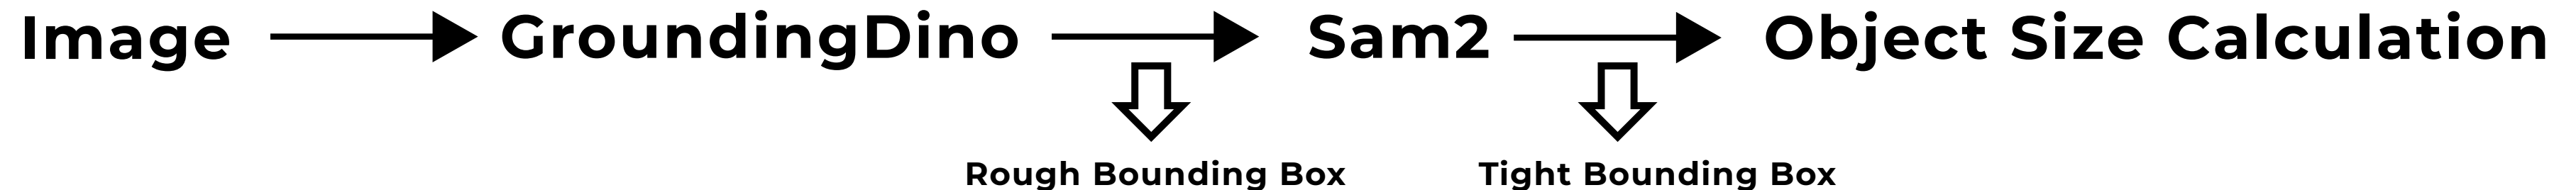 Image GroundingDino Sam2 Object Size Calculation
Rough Bounding Box Tight Bounding Box